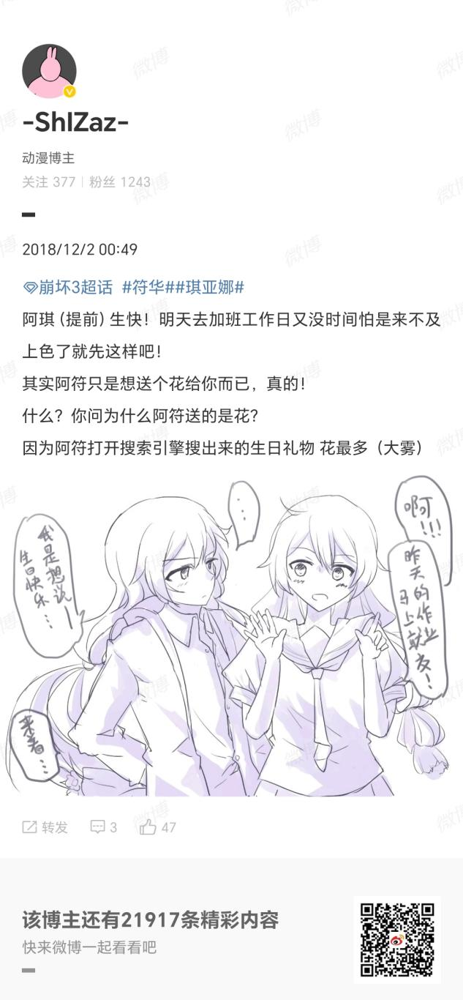 -ShIZaz-
动漫博主
关注 377 | 粉丝 1243
2018/12/2 00:49
崩坏3超话 #符华##琪亚娜#
阿琪(提前)生快！明天去加班工作日又没时间怕是来不及
上色了就先这样吧！
其实阿符只是想送个花给你而已，真的！
什么？你问为什么阿符送的是花？
因为阿符打开搜索引擎搜出来的生日礼物 花最多（大雾）
我是想说
生日快乐…
来着…
…
啊!!!
昨天
的作业
马上就
友！
转发
3
47
该博主还有21917条精彩内容
快来微博一起看看吧
微博